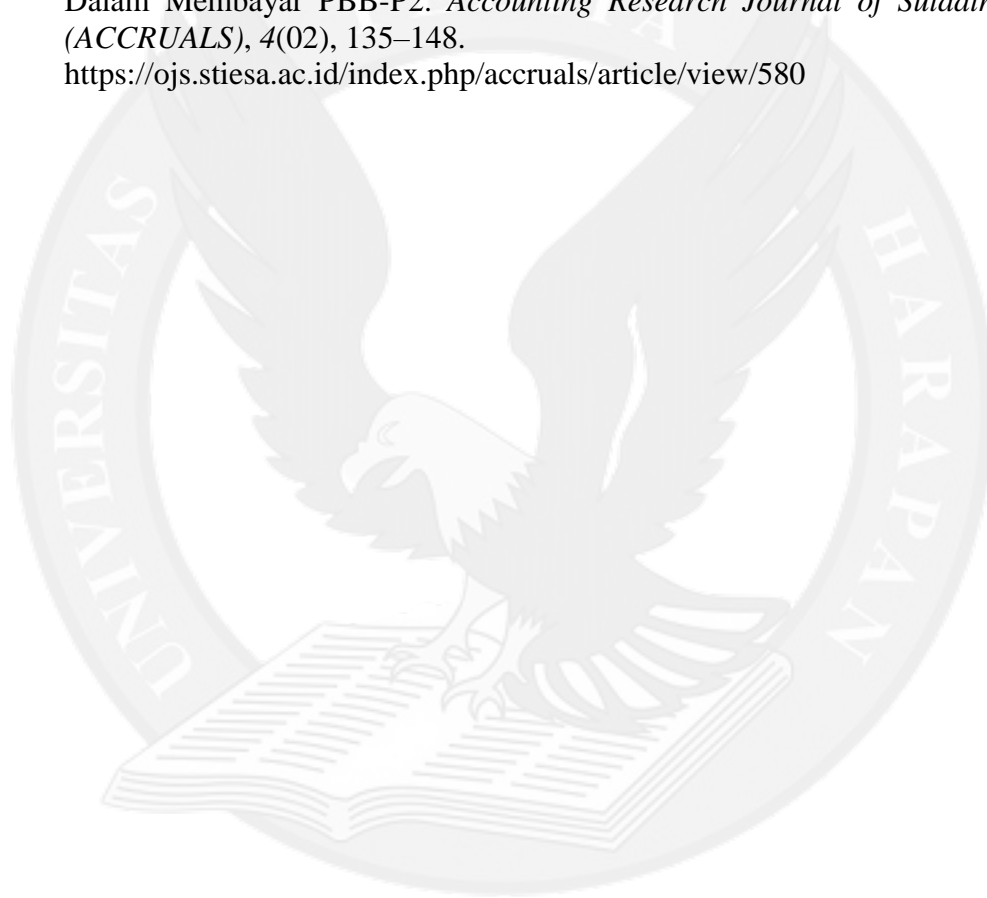 Dalam Membayar PBB-P2. Accounting Research Journal of
(ACCRUALS), 4(02), 135–148.
https://ojs.stiesa.ac.id/index.php/accruals/article/view/580
UNIVERSITAS
HARAPAN